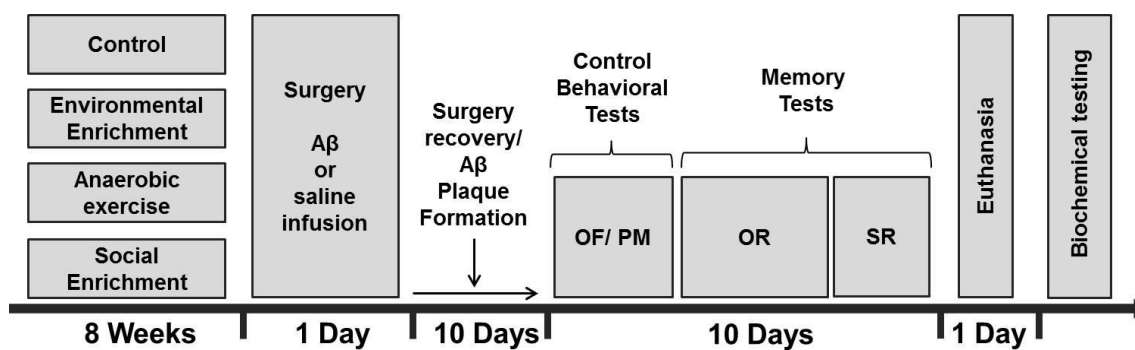 Control
Environmental
Enrichment
Anaerobic
exercise
Social
Enrichment
8 Weeks
Surgery
Aβ
or
saline
infusion
1 Day
Surgery
recovery/
Aβ
Plaque
Formation
10 Days
Control
Behavioral
Tests
OF/ PM
Memory
Tests
OR
SR
10 Days
Euthanasia
1 Day
Biochemical testing